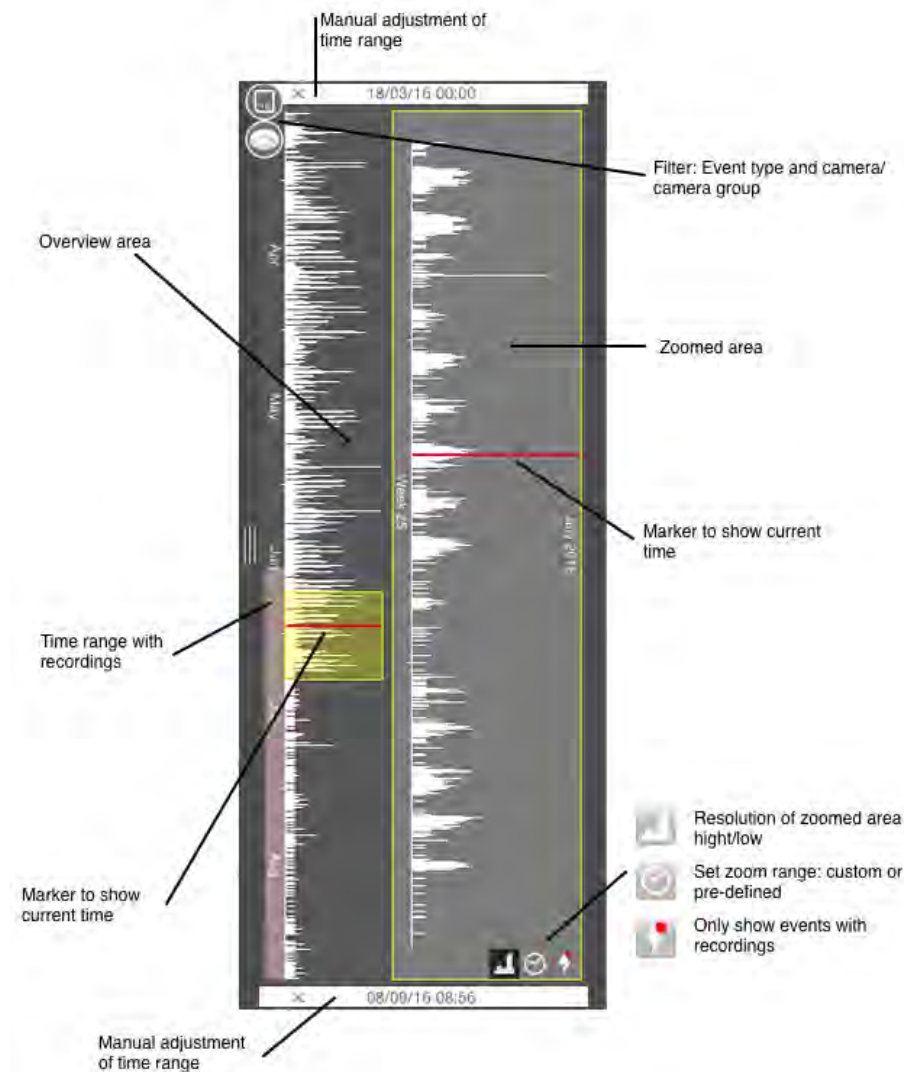 Manual adjustment of
time range
18/03/16 00:00
Filter: Event type and camera/
camera group
Overview area
Apr
Zoomed area
May
Week 25
Marker to show current
time
Jun
Time range with
recordings
Resolution of zoomed area
hight/low
Set zoom range: custom or
pre-defined
Marker to show
current time
Only show events with
recordings
08/09/16 08:56
Manual adjustment
of time range